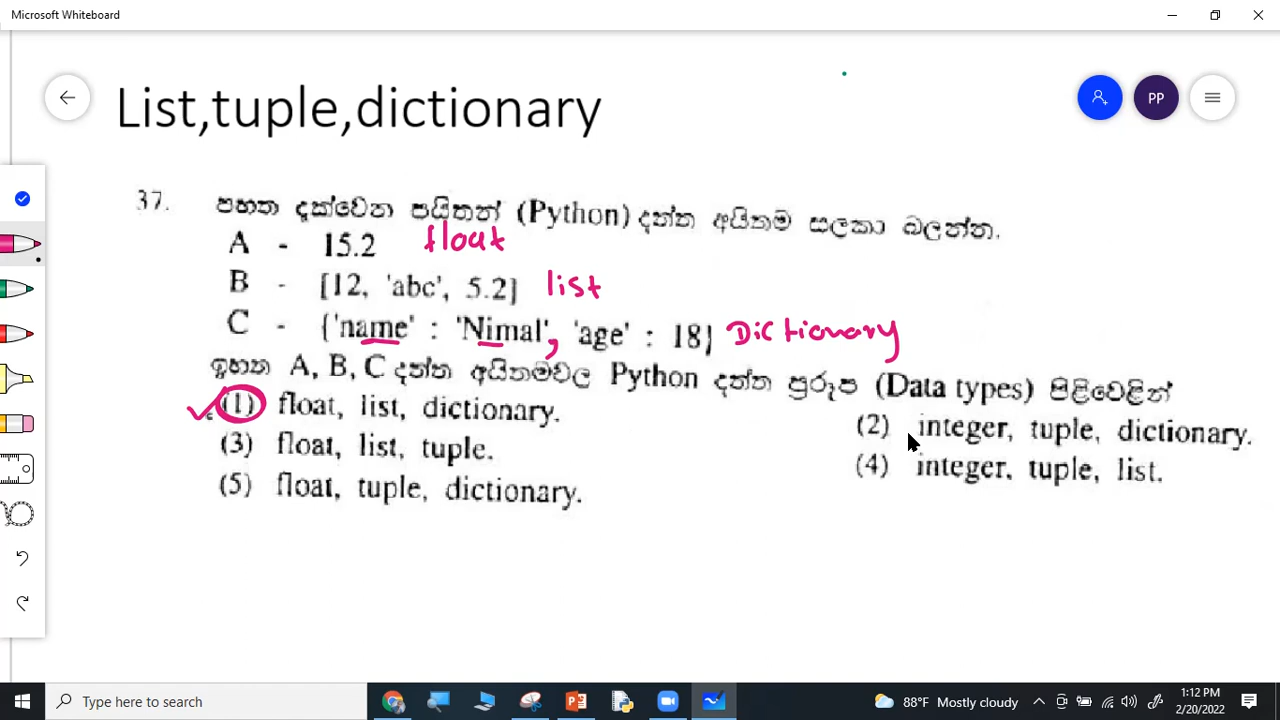 Microsoft Whiteboard
List,tuple,dictionary
PP
37. පහත දැක්වෙන පයිතන් (Python) දත්ත අයිතම සලකා බලන්න.
A - 15.2 float
B - [12, 'abc', 5.2] list
C - {'name' : 'Nimal', 'age' : 18} Dictionary
ඉහත A, B, C දත්ත අයිතමවල Python දත්ත ප්‍රරූප (Data types) පිළිවෙළින්
(1) float, list, dictionary.
(2) integer, tuple, dictionary.
(3) float, list, tuple.
(4) integer, tuple, list.
(5) float, tuple, dictionary.
Type here to search
88°F Mostly cloudy
1:12 PM
2/20/2022